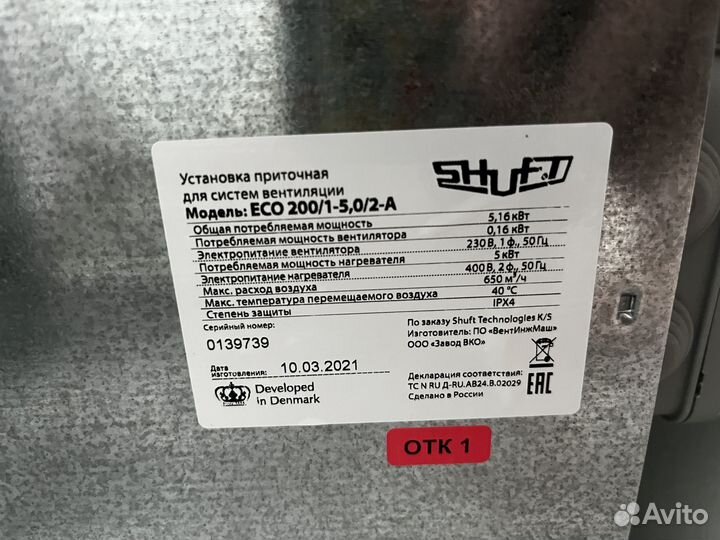 Установка приточная
для систем вентиляции
Модель: ECO 200/1-5,0/2-A
SHUFT
Общая потребляемая мощность 5,16 кВт
Потребляемая мощность вентилятора 0,16 кВт
Электропитание вентилятора 230 В, 1 ф., 50 Гц
Потребляемая мощность нагревателя 5 кВт
Электропитание нагревателя 400 В, 2 ф., 50 Гц
Макс. расход воздуха 650 м³/ч
Макс. температура перемещаемого воздуха 40 °C
Степень защиты IPX4
Серийный номер:
0139739
По заказу Shuft Technologies K/S
Изготовитель: ПО «ВентИнжМаш»
ООО «Завод ВКО»
Дата
изготовления: 10.03.2021
Developed
in Denmark
Декларация соответствия:
ТС N RU Д-RU.АВ24.В.02029
Сделано в России
EAC
ОТК 1
Avito